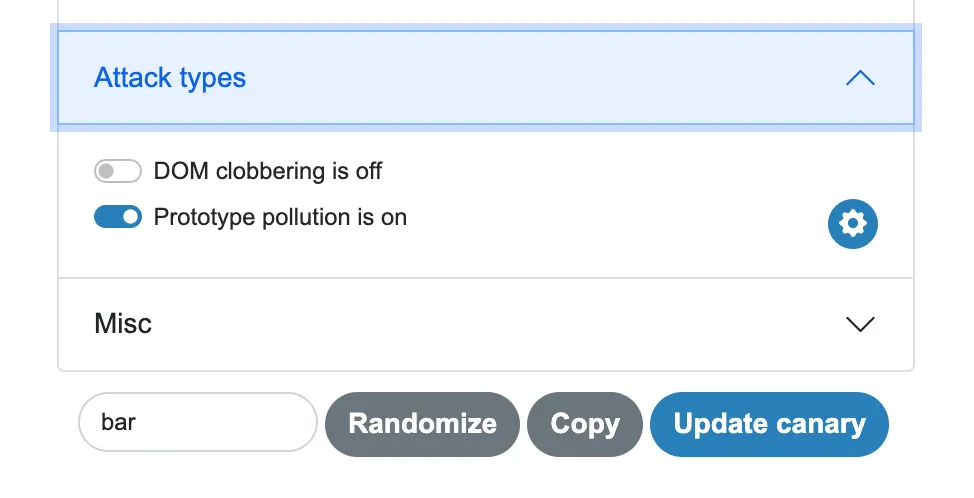 Attack types
DOM clobbering is off
Prototype pollution is on
Misc
bar Randomize Copy Update canary